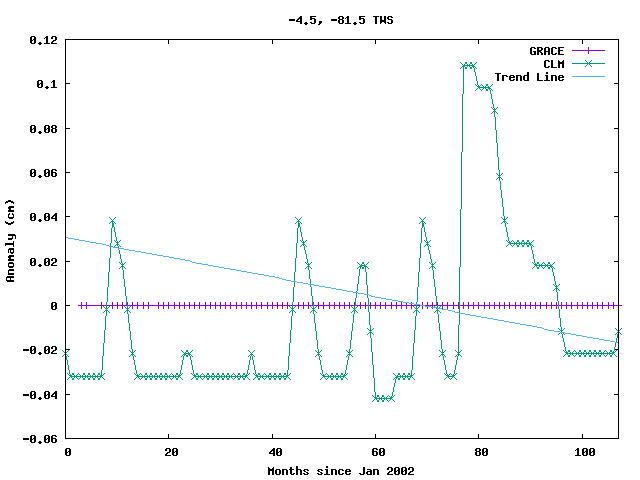 -4.5, -81.5 TWS
GRACE
CLM
Trend Line
0.12
0.1
0.08
0.06
0.04
0.02
0
-0.02
-0.04
-0.06
Anomaly (cm)
0 20 40 60 80 100
Months since Jan 2002